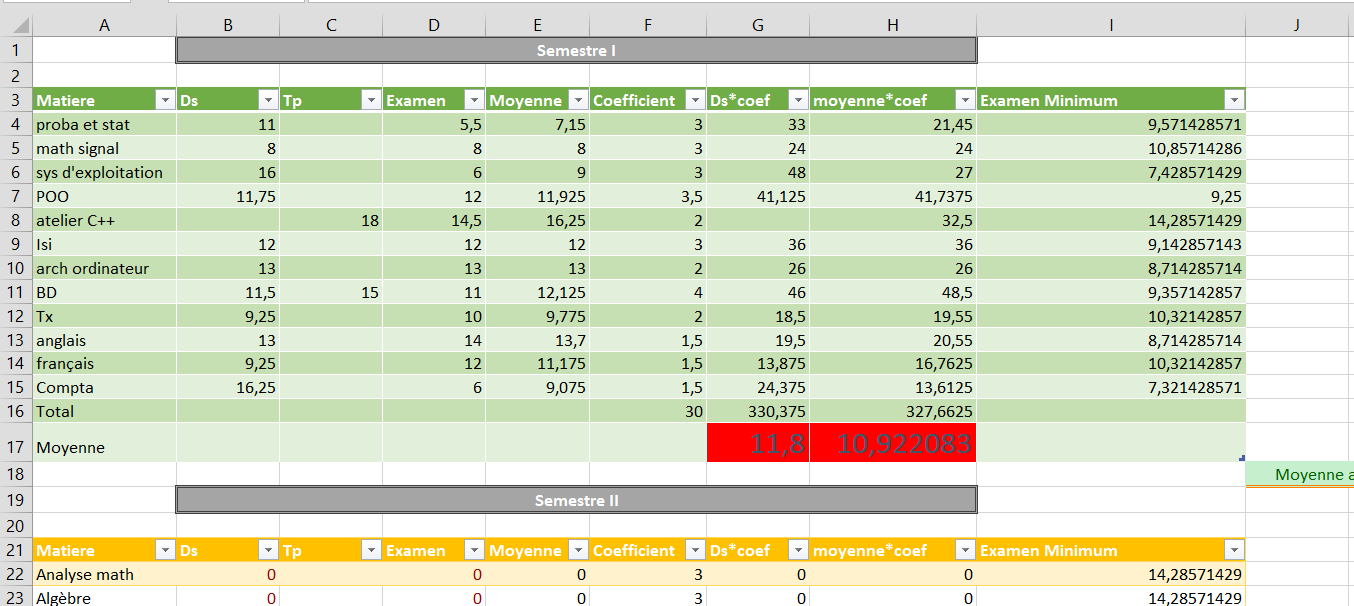 A B C D E F G H I J
1 Semestre I
2
3 Matiere Ds Tp Examen Moyenne Coefficient Ds*coef moyenne*coef Examen Minimum
4 proba et stat 11 5,5 7,15 3 33 21,45 9,571428571
5 math signal 8 8 8 3 24 24 10,85714286
6 sys d'exploitation 16 6 9 3 48 27 7,428571429
7 POO 11,75 12 11,925 3,5 41,125 41,7375 9,25
8 atelier C++ 18 14,5 16,25 2 32,5 14,28571429
9 Isi 12 12 12 3 36 36 9,142857143
10 arch ordinateur 13 13 13 2 26 26 8,714285714
11 BD 11,5 15 11 12,125 4 46 48,5 9,357142857
12 Tx 9,25 10 9,775 2 18,5 19,55 10,32142857
13 anglais 13 14 13,7 1,5 19,5 20,55 8,714285714
14 français 9,25 12 11,175 1,5 13,875 16,7625 10,32142857
15 Compta 16,25 6 9,075 1,5 24,375 13,6125 7,321428571
16 Total 30 330,375 327,6625
17 Moyenne 11,8 10,922083
18 Moyenne a
19 Semestre II
20
21 Matiere Ds Tp Examen Moyenne Coefficient Ds*coef moyenne*coef Examen Minimum
22 Analyse math 0 0 0 3 0 0 14,28571429
23 Algèbre 0 0 0 3 0 0 14,28571429